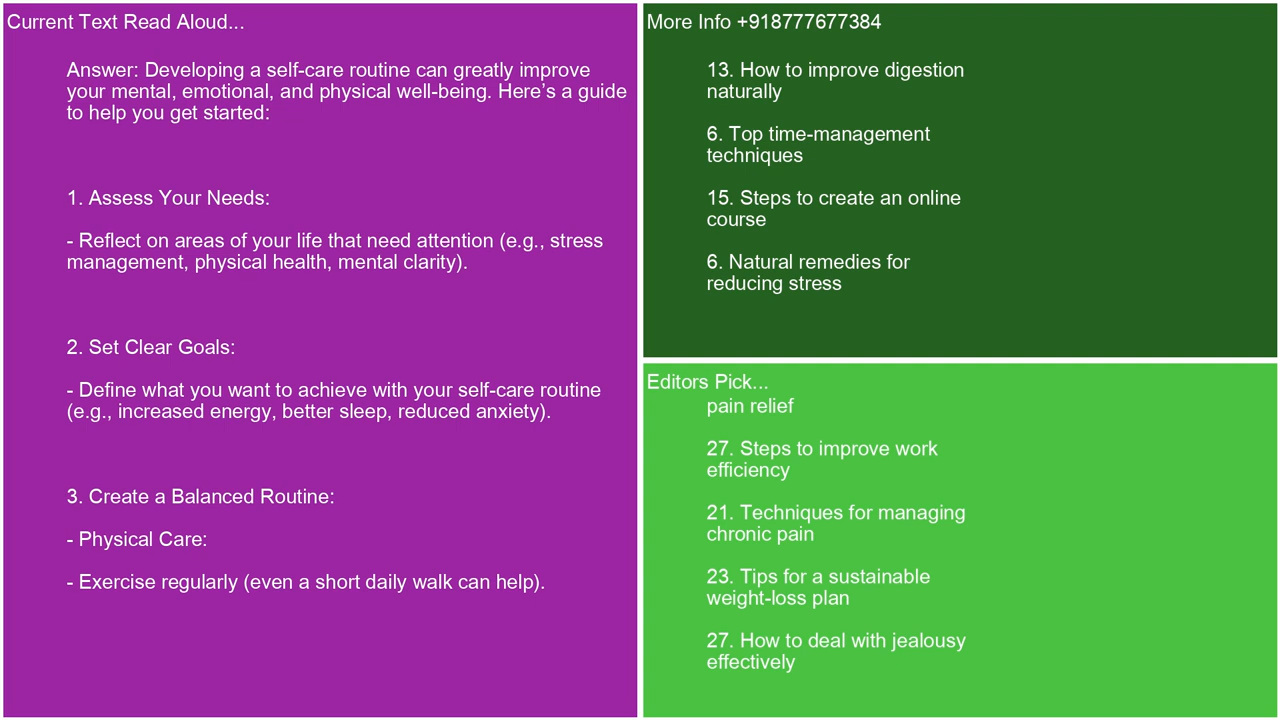 Current Text Read Aloud...
Answer: Developing a self-care routine can greatly improve
your mental, emotional, and physical well-being. Here’s a guide
to help you get started:
1. Assess Your Needs:
- Reflect on areas of your life that need attention (e.g., stress
management, physical health, mental clarity).
2. Set Clear Goals:
- Define what you want to achieve with your self-care routine
(e.g., increased energy, better sleep, reduced anxiety).
3. Create a Balanced Routine:
- Physical Care:
- Exercise regularly (even a short daily walk can help).
More Info +918777677384
13. How to improve digestion
naturally
6. Top time-management
techniques
15. Steps to create an online
course
6. Natural remedies for
reducing stress
Editors Pick...
pain relief
27. Steps to improve work
efficiency
21. Techniques for managing
chronic pain
23. Tips for a sustainable
weight-loss plan
27. How to deal with jealousy
effectively